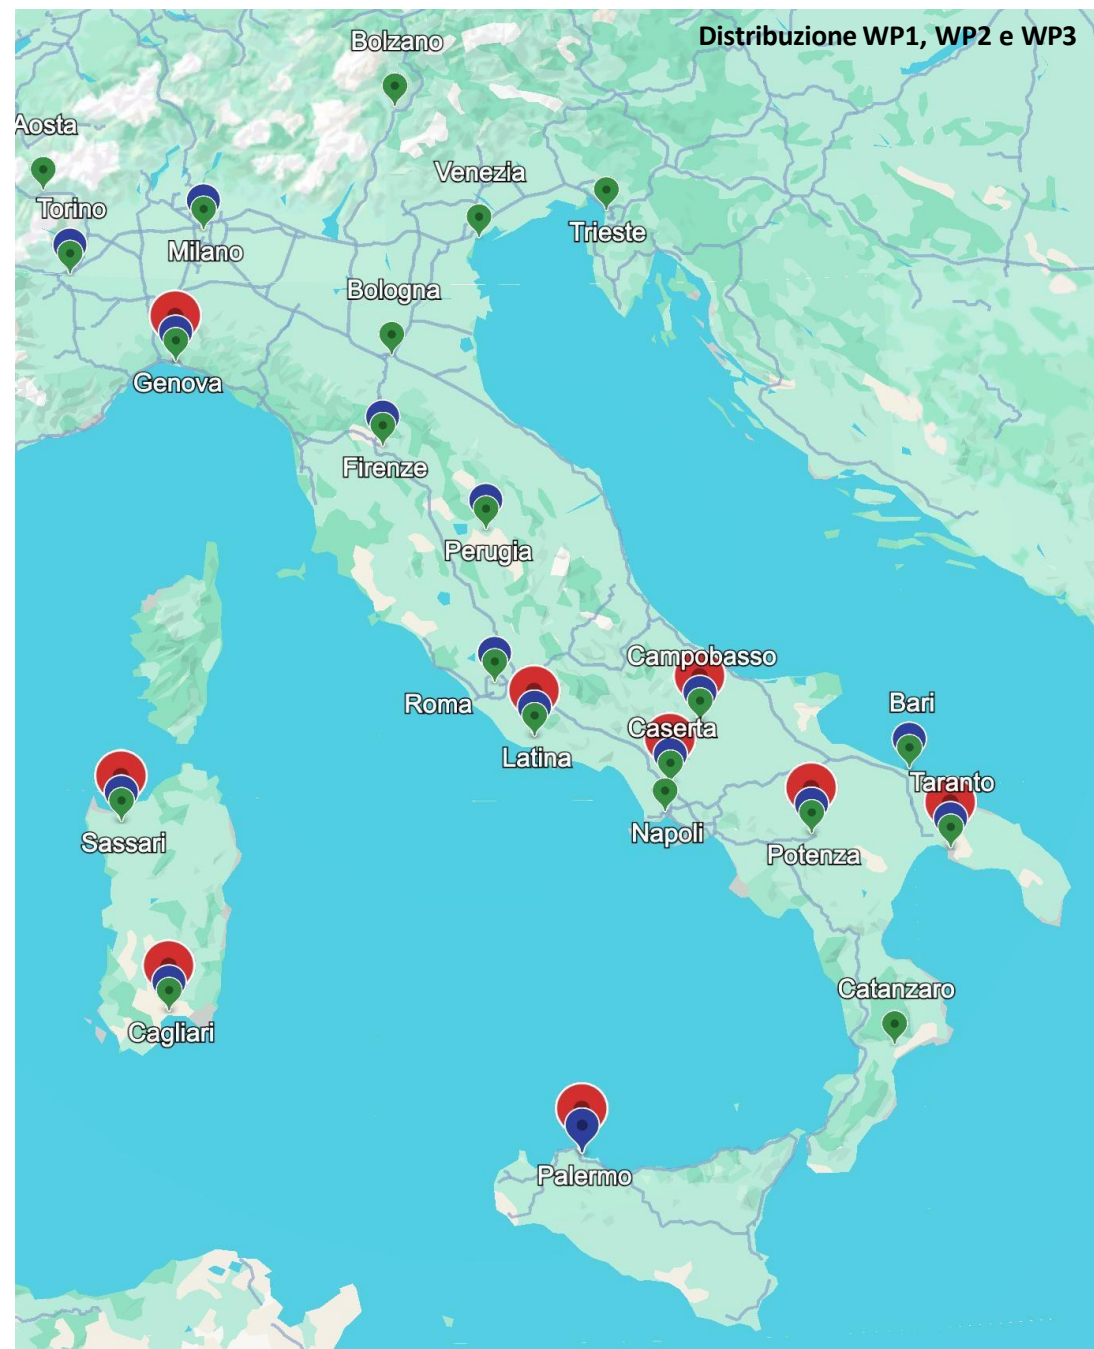 Distribuzione WP1, WP2 e WP3
Bolzano
Aosta
Venezia
Torino
Trieste
Milano
Bologna
Genova
Firenze
Perugia
Campobasso
Roma
Bari
Caserta
Latina
Taranto
Napoli
Sassari
Potenza
Catanzaro
Cagliari
Palermo